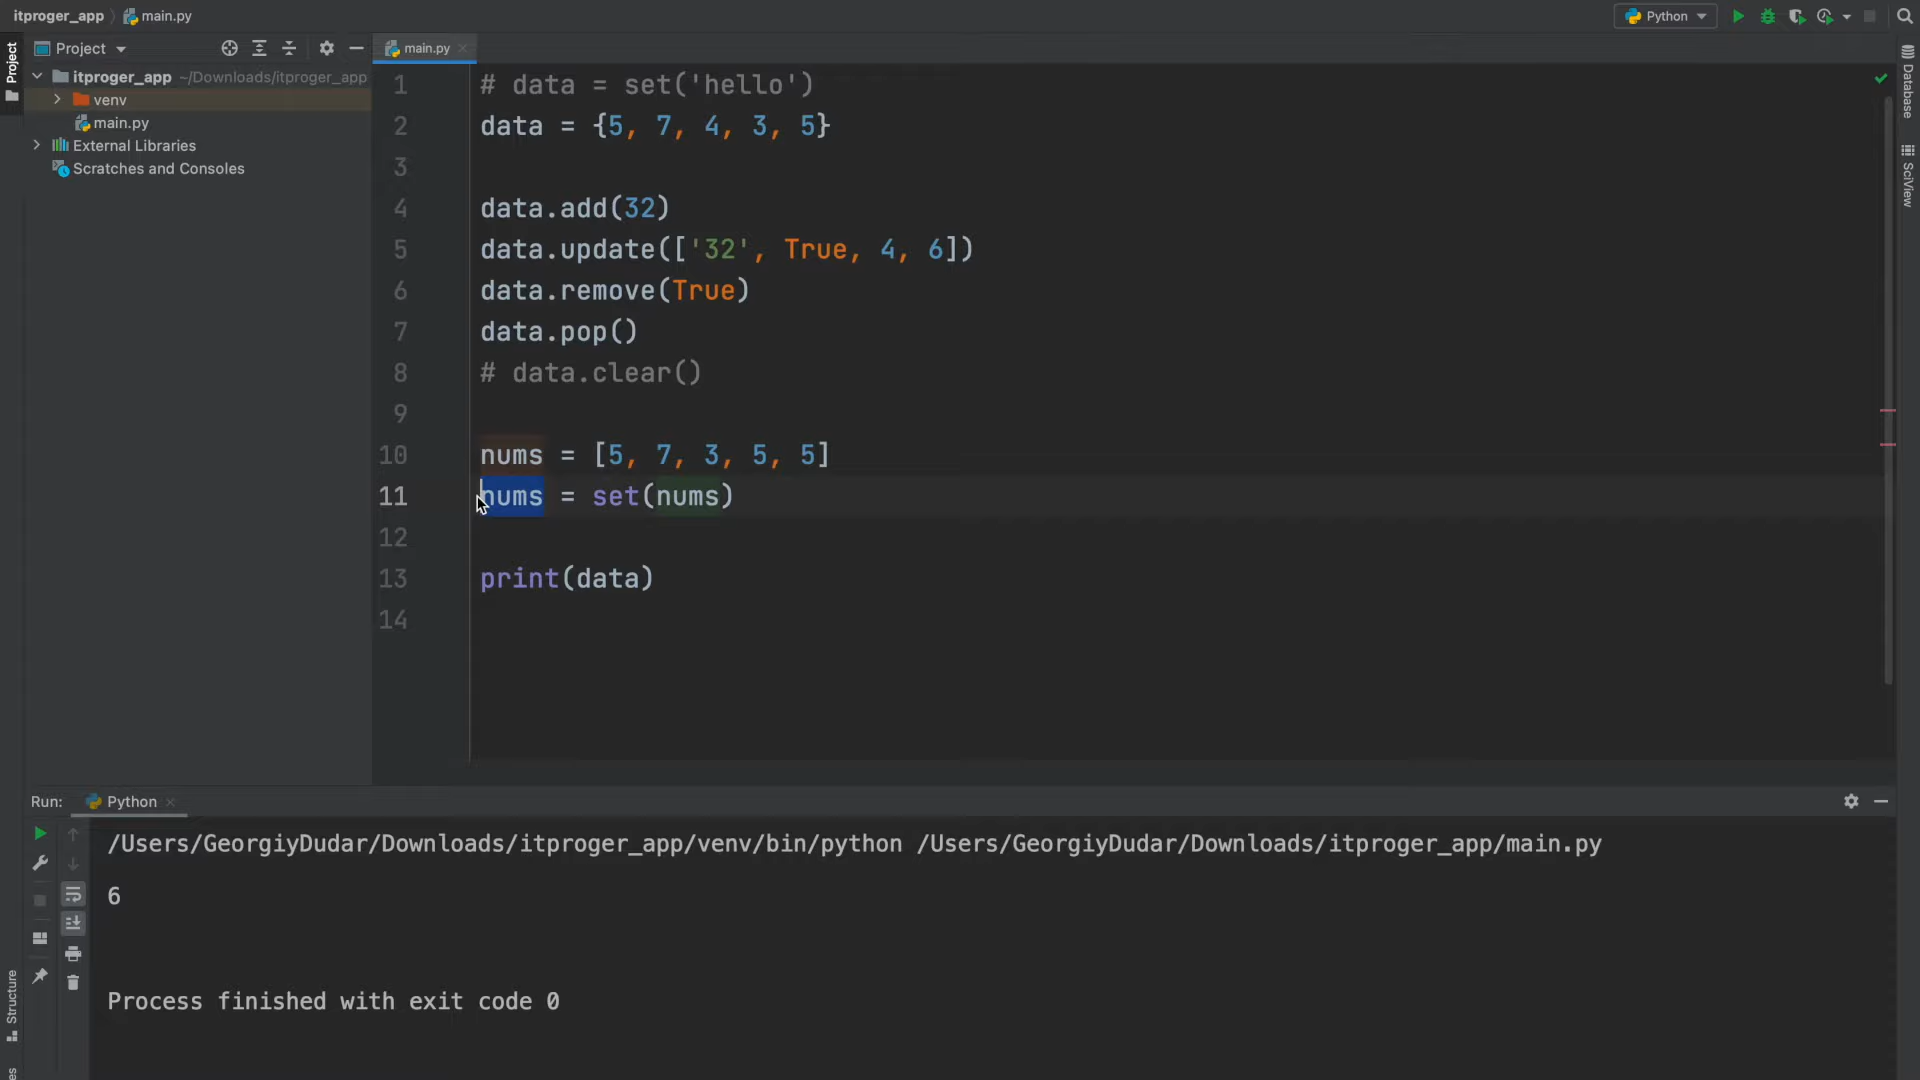 itproger_app main.py
Python
Project
main.py
itproger_app ~/Downloads/itproger_app
venv
main.py
External Libraries
Scratches and Consoles
Project
Structure
Database
SciView
1 # data = set('hello')
2 data = {5, 7, 4, 3, 5}
3
4 data.add(32)
5 data.update(['32', True, 4, 6])
6 data.remove(True)
7 data.pop()
8 # data.clear()
9
10 nums = [5, 7, 3, 5, 5]
11 nums = set(nums)
12
13 print(data)
14
Run: Python
/Users/GeorgiyDudar/Downloads/itproger_app/venv/bin/python /Users/GeorgiyDudar/Downloads/itproger_app/main.py
6
Process finished with exit code 0